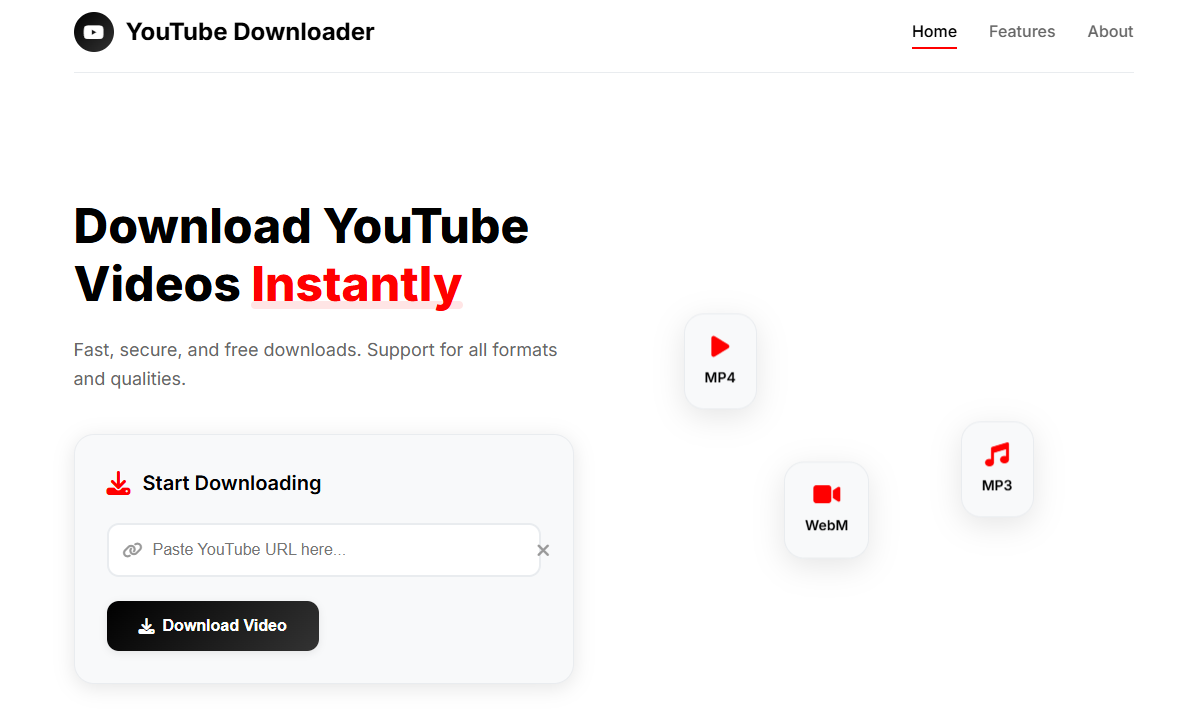 YouTube Downloader
Home
Features
About
Download YouTube
Videos Instantly
Fast, secure, and free downloads. Support for all formats
and qualities.
Start Downloading
Paste YouTube URL here...
Download Video
MP4
WebM
MP3